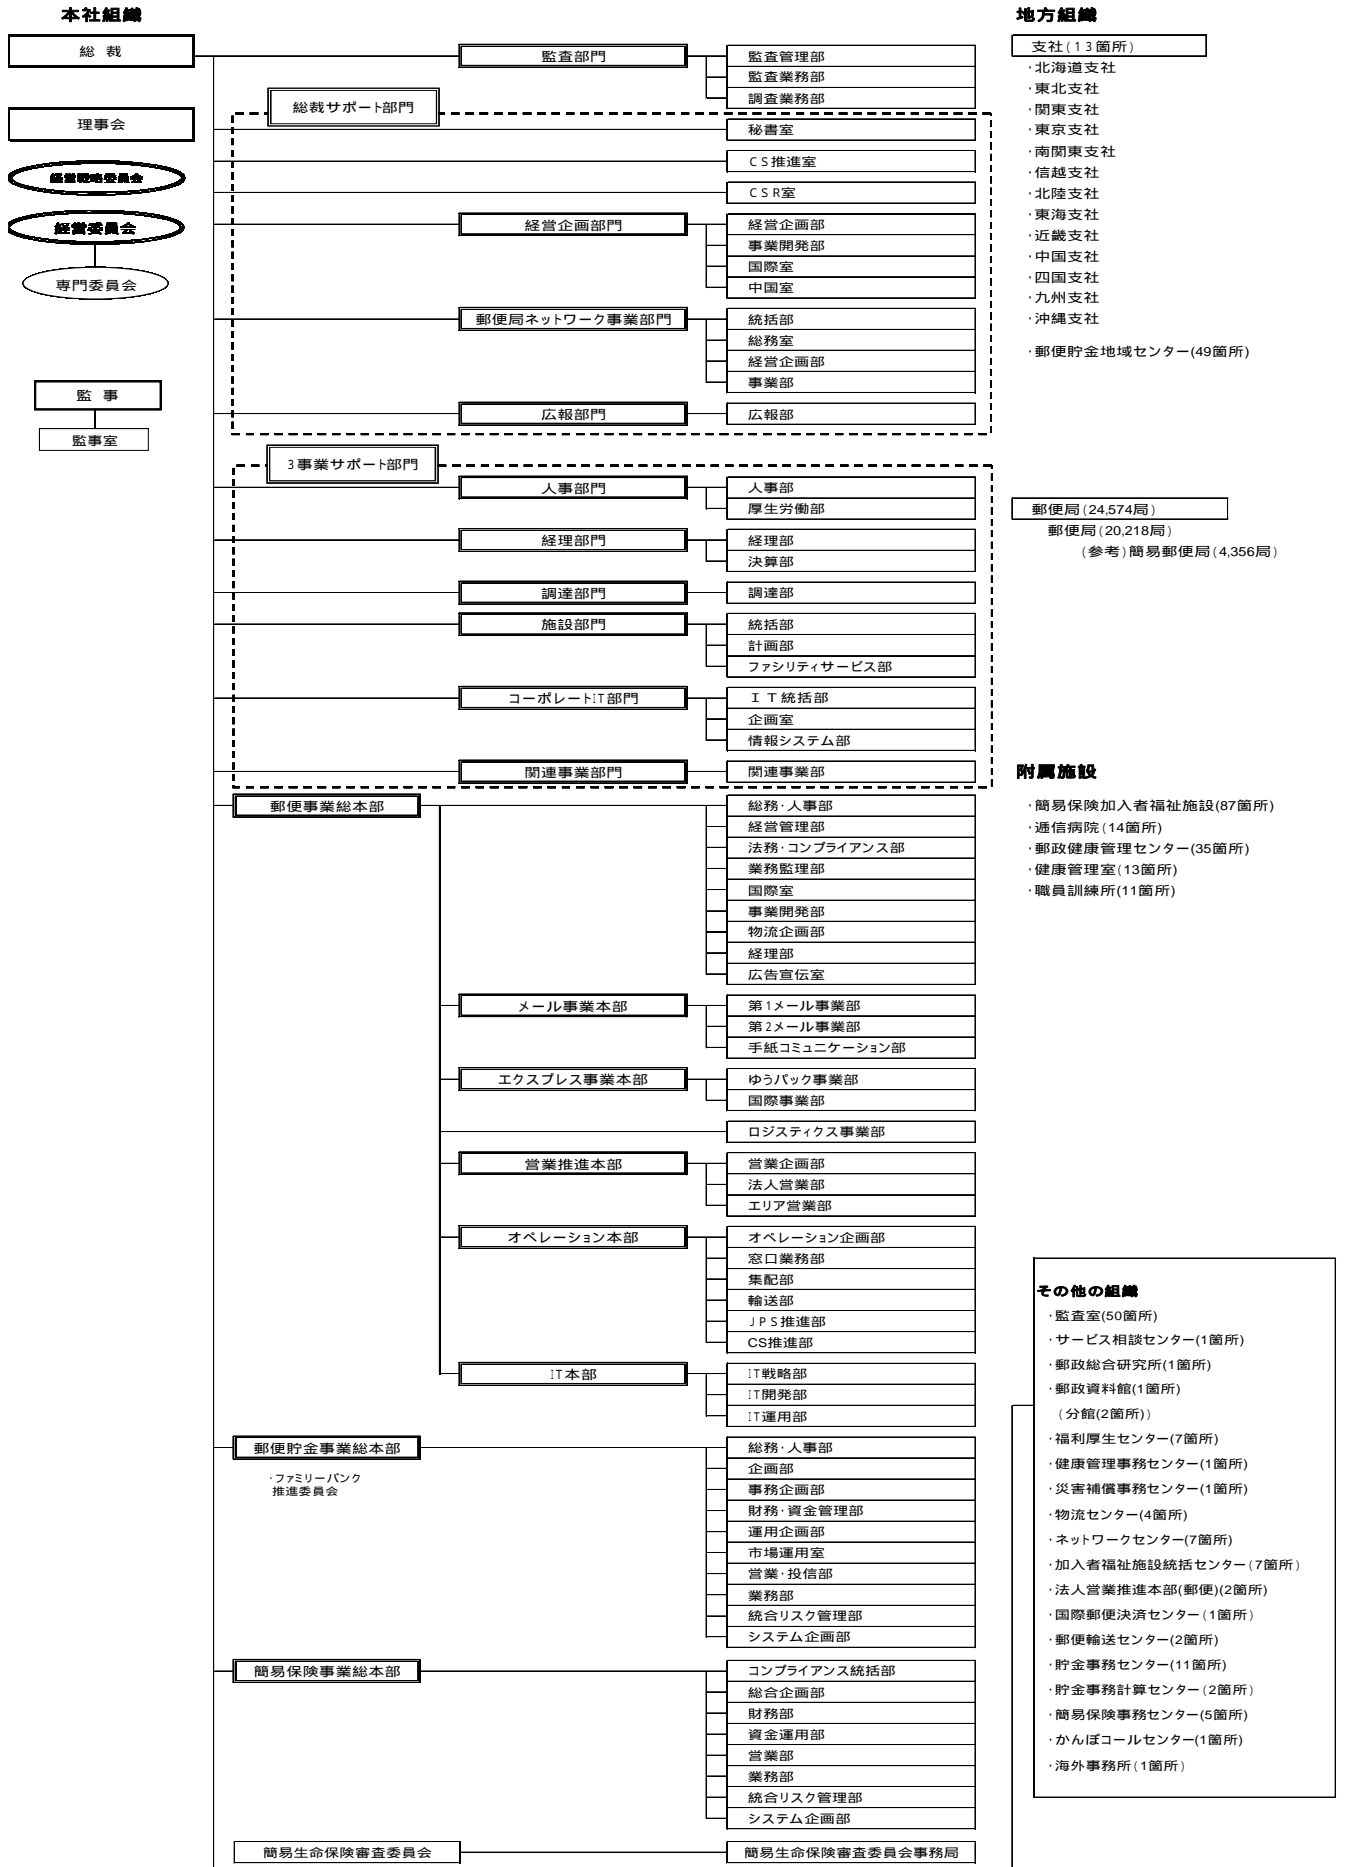 本社組織
総 裁
理事会
経営戦略委員会
経営委員会
専門委員会
監 事
監事室
監査部門
監査管理部
監査業務部
調査業務部
総裁サポート部門
秘書室
CS推進室
CSR室
経営企画部門
経営企画部
事業開発部
国際室
中国室
郵便局ネットワーク事業部門
統括部
総務室
経営企画部
事業部
広報部門
広報部
3事業サポート部門
人事部門
人事部
厚生労働部
経理部門
経理部
決算部
調達部門
調達部
施設部門
統括部
計画部
ファシリティサービス部
コーポレートIT部門
IT統括部
企画室
情報システム部
関連事業部門
関連事業部
郵便事業総本部
総務・人事部
経営管理部
法務・コンプライアンス部
業務監理部
国際室
事業開発部
物流企画部
経理部
広告宣伝室
メール事業本部
第1メール事業部
第2メール事業部
手紙コミュニケーション部
エクスプレス事業本部
ゆうパック事業部
国際事業部
ロジスティクス事業部
営業推進本部
営業企画部
法人営業部
エリア営業部
オペレーション本部
オペレーション企画部
窓口業務部
集配部
輸送部
JPS推進部
CS推進部
IT本部
IT戦略部
IT開発部
IT運用部
郵便貯金事業総本部
・ファミリーバンク
推進委員会
総務・人事部
企画部
事務企画部
財務・資金管理部
運用企画部
市場運用室
営業・投信部
業務部
統合リスク管理部
システム企画部
簡易保険事業総本部
コンプライアンス統括部
総合企画部
財務部
資金運用部
営業部
業務部
統合リスク管理部
システム企画部
簡易生命保険審査委員会
簡易生命保険審査委員会事務局
地方組織
支社(13箇所)
・北海道支社
・東北支社
・関東支社
・東京支社
・南関東支社
・信越支社
・北陸支社
・東海支社
・近畿支社
・中国支社
・四国支社
・九州支社
・沖縄支社
・郵便貯金地域センター(49箇所)
郵便局(24,574局)
郵便局(20,218局)
(参考)簡易郵便局(4,356局)
附属施設
・簡易保険加入者福祉施設(87箇所)
・逓信病院(14箇所)
・郵政健康管理センター(35箇所)
・健康管理室(13箇所)
・職員訓練所(11箇所)
その他の組織
・監査室(50箇所)
・サービス相談センター(1箇所)
・郵政総合研究所(1箇所)
・郵政資料館(1箇所)
(分館(2箇所))
・福利厚生センター(7箇所)
・健康管理事務センター(1箇所)
・災害補償事務センター(1箇所)
・物流センター(4箇所)
・ネットワークセンター(7箇所)
・加入者福祉施設統括センター(7箇所)
・法人営業推進本部(郵便)(2箇所)
・国際郵便決済センター(1箇所)
・郵便輸送センター(2箇所)
・貯金事務センター(11箇所)
・貯金事務計算センター(2箇所)
・簡易保険事務センター(5箇所)
・かんぽコールセンター(1箇所)
・海外事務所(1箇所)